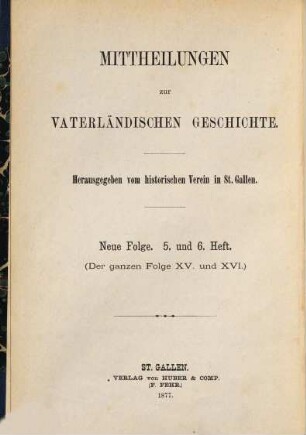 MITTHEILUNGEN
zur
VATERLÄNDISCHEN GESCHICHTE.
Herausgegeben vom historischen Verein in St. Gallen.
Neue Folge. 5. und 6. Heft.
(Der ganzen Folge XV. und XVI.)
ST. GALLEN.
VERLAG von HUBER & COMP.
(F. FEHR.)
1877.